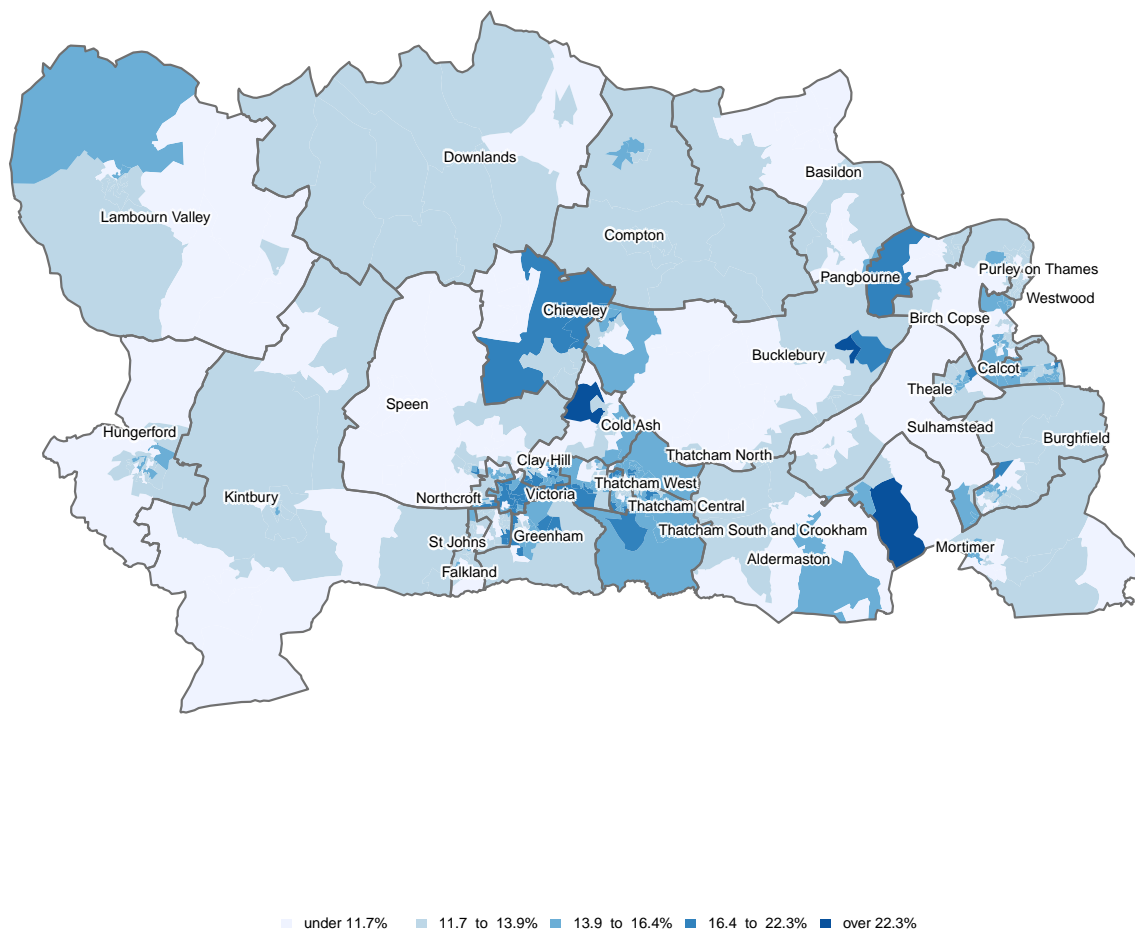 Downlands
Basildon
Lambourn Valley
Compton
Pangbourne
Purley on Thames
Westwood
Chieveley
Birch Copse
Bucklebury
Calcot
Theale
Speen
Cold Ash
Sulhamstead
Hungerford
Burghfield
Clay Hill
Thatcham North
Thatcham West
Kintbury
Northcroft
Victoria
Thatcham Central
Thatcham South and Crookham
St Johns
Greenham
Mortimer
Aldermaston
Falkland
under 11.7% 11.7 to 13.9% 13.9 to 16.4% 16.4 to 22.3% over 22.3%